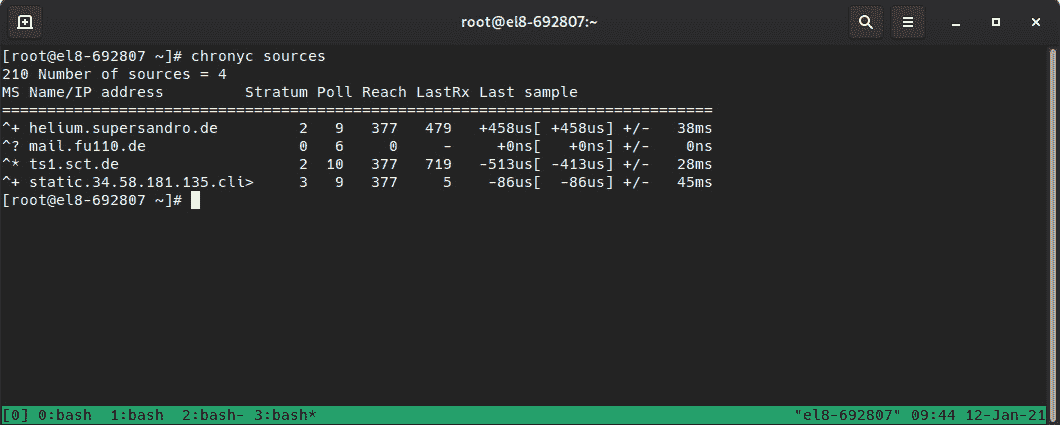 root@el8-692807:~
[root@el8-692807 ~]# chronyc sources
210 Number of sources = 4
MS Name/IP address         Stratum Poll Reach LastRx Last sample
===============================================================================
^+ helium.supersandro.de         2   9   377   479   +458us[ +458us] +/-   38ms
^? mail.fu110.de                 0   6     0     -     +0ns[   +0ns] +/-    0ns
^* ts1.sct.de                    2  10   377   719   -513us[ -413us] +/-   28ms
^+ static.34.58.181.135.cli>     3   9   377     5    -86us[  -86us] +/-   45ms
[root@el8-692807 ~]#
[0] 0:bash  1:bash  2:bash- 3:bash*    "el8-692807" 09:44 12-Jan-21